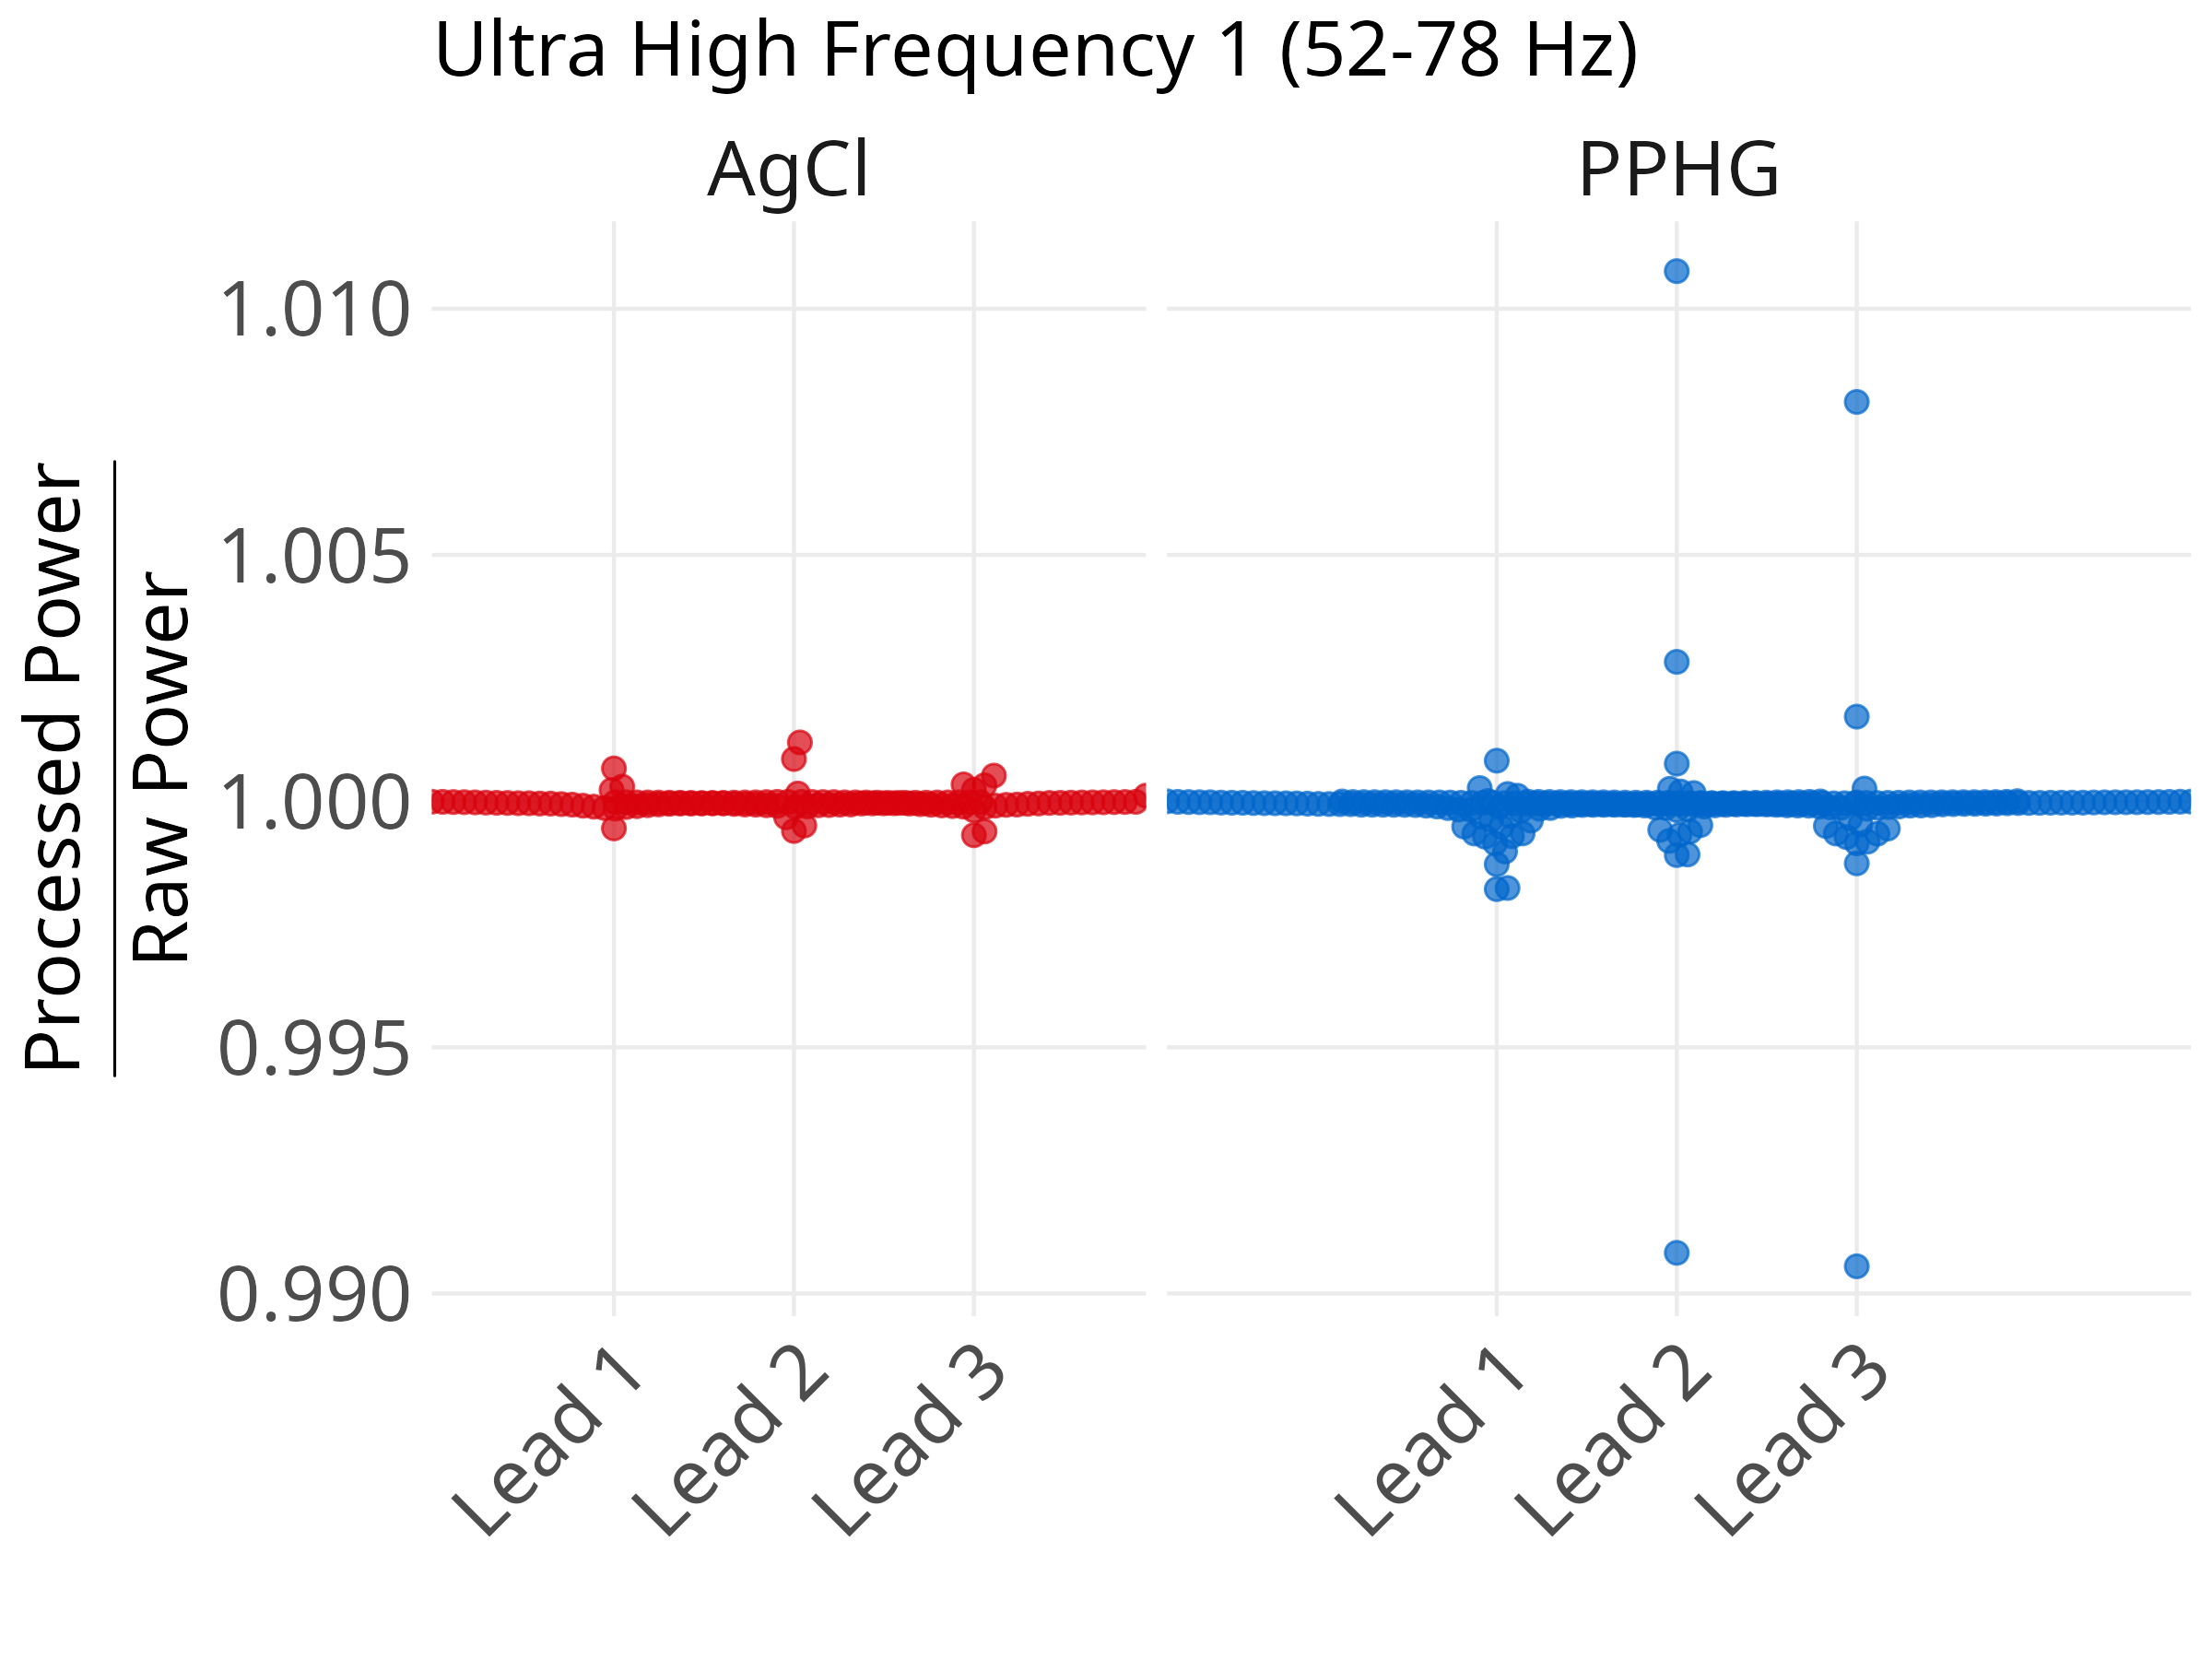 Ultra High Frequency 1 (52-78 Hz)
AgCl
PPHG
Processed Power
Raw Power
1.010
1.005
1.000
0.995
0.990
Lead 1
Lead 2
Lead 3
Lead 1
Lead 2
Lead 3